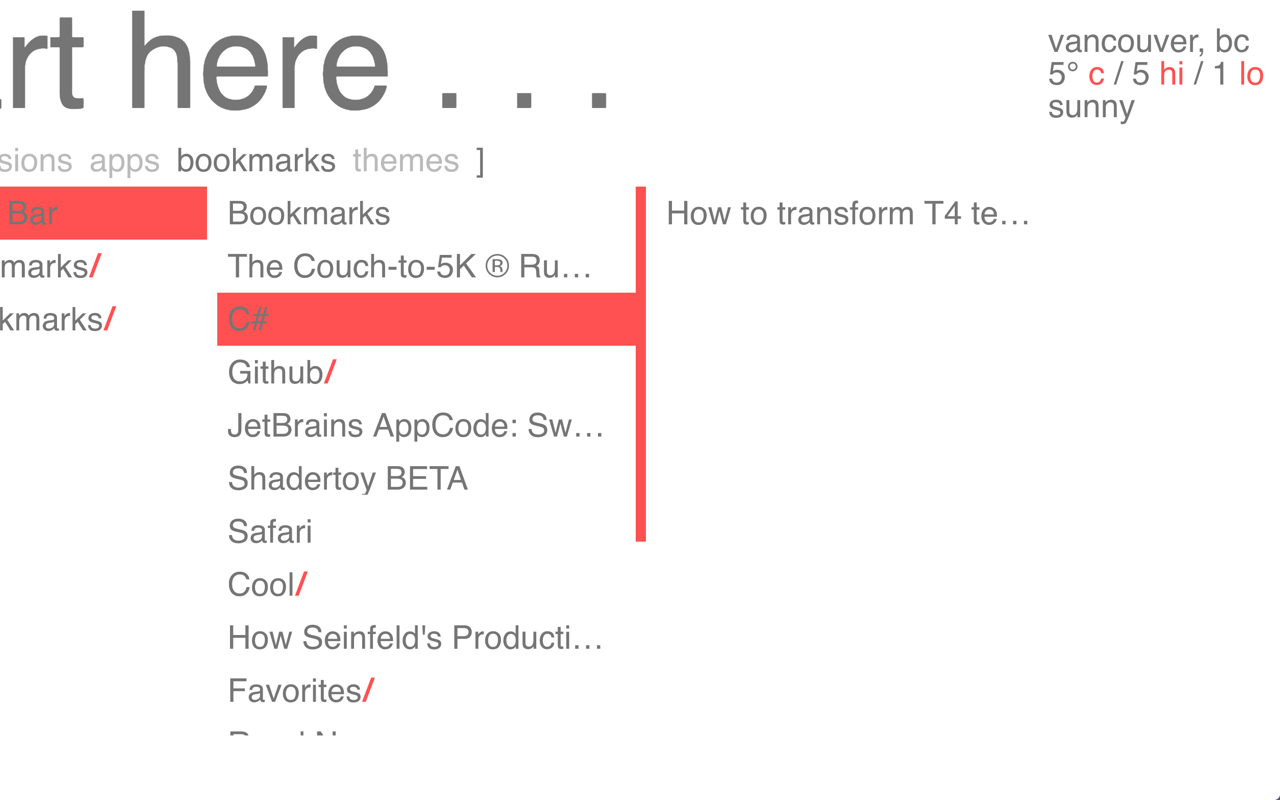 rt here . . .
vancouver, bc
5° c / 5 hi / 1 lo
sunny
sions apps bookmarks themes ]
Bar
marks/
kmarks/
Bookmarks
The Couch-to-5K ® Ru…
C#
Github/
JetBrains AppCode: Sw…
Shadertoy BETA
Safari
Cool/
How Seinfeld's Producti…
Favorites/
How to transform T4 te…